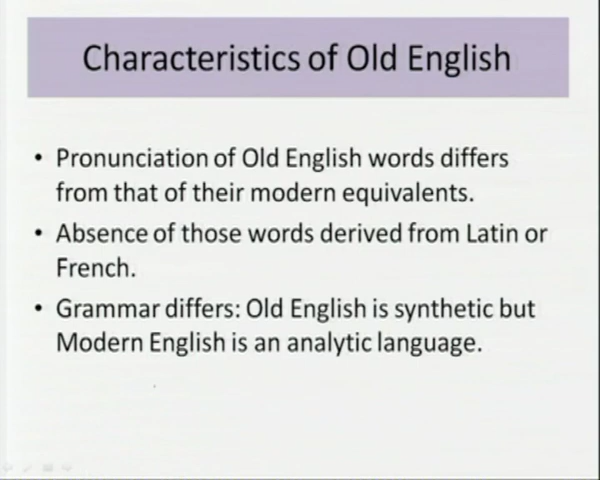 Characteristics of Old English
• Pronunciation of Old English words differs
from that of their modern equivalents.
• Absence of those words derived from Latin or
French.
• Grammar differs: Old English is synthetic but
Modern English is an analytic language.